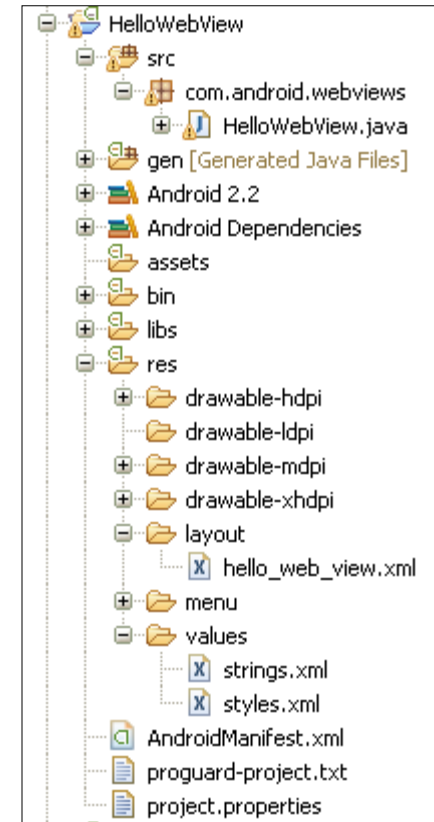 HelloWebView
src
com.android.webviews
HelloWebView.java
gen [Generated Java Files]
Android 2.2
Android Dependencies
assets
bin
libs
res
drawable-hdpi
drawable-ldpi
drawable-mdpi
drawable-xhdpi
layout
hello_web_view.xml
menu
values
strings.xml
styles.xml
AndroidManifest.xml
proguard-project.txt
project.properties